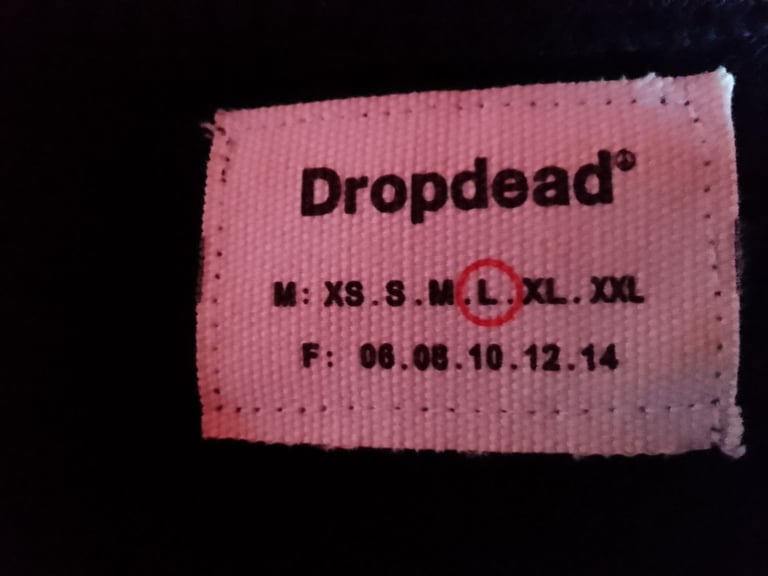 Dropdead
M: XS.S.M.L.XL.XXL
F: 06.08.10.12.14